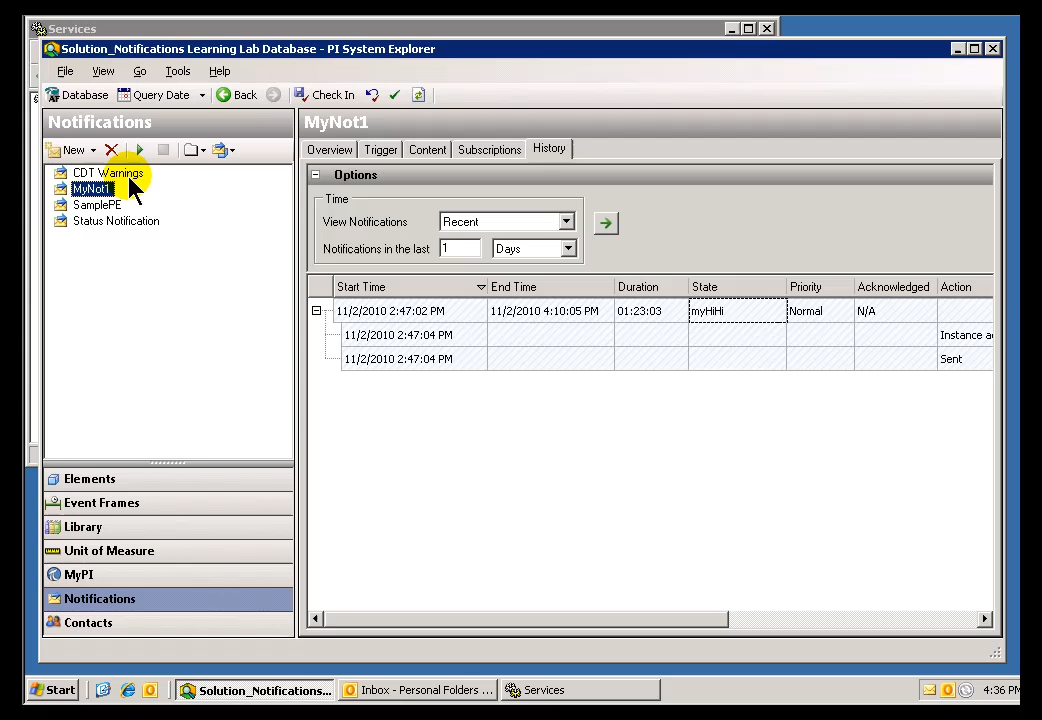 Services
Solution_Notifications Learning Lab Database - PI System Explorer
File View Go Tools Help
Database Query Date Back Check In
Notifications
MyNot1
New
Overview Trigger Content Subscriptions History
CDT Warnings
MyNot1
SamplePE
Status Notification
Options
Time
View Notifications Recent
Notifications in the last 1 Days
Start Time End Time Duration State Priority Acknowledged Action
11/2/2010 2:47:02 PM 11/2/2010 4:10:05 PM 01:23:03 myHiHi Normal N/A
11/2/2010 2:47:04 PM Instance a
11/2/2010 2:47:04 PM Sent
Elements
Event Frames
Library
Unit of Measure
MyPI
Notifications
Contacts
Start Solution_Notifications... Inbox - Personal Folders ... Services 4:36 PM